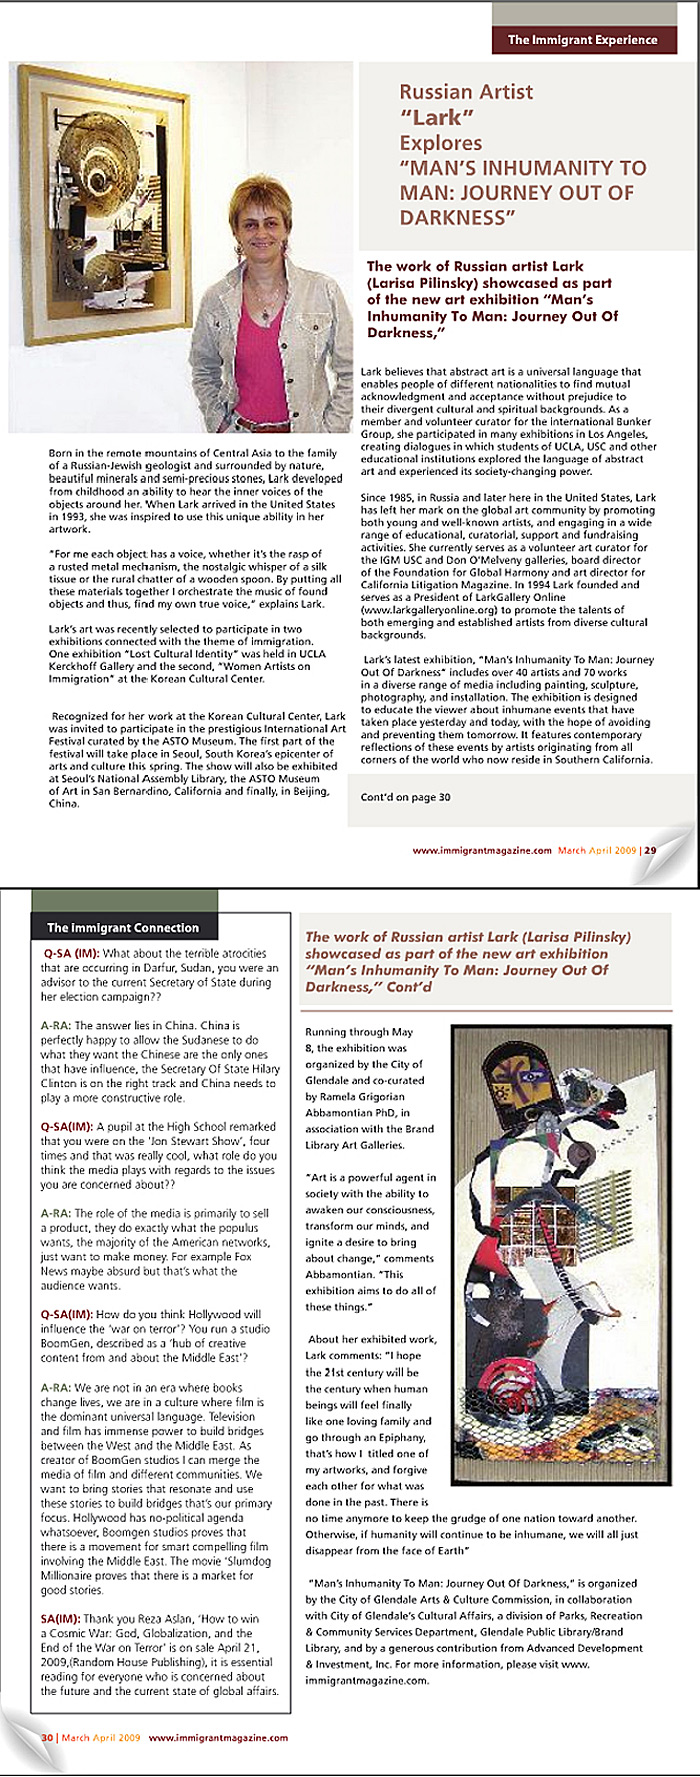 The Immigrant Experience
Russian Artist
“Lark”
Explores
“MAN’S INHUMANITY TO
MAN: JOURNEY OUT OF
DARKNESS”
The work of Russian artist Lark
(Larisa Pilinsky) showcased as part
of the new art exhibition “Man’s
Inhumanity To Man: Journey Out Of
Darkness,”
Born in the remote mountains of Central Asia to the family
of a Russian-Jewish geologist and surrounded by nature,
beautiful minerals and semi-precious stones, Lark developed
from childhood an ability to hear the inner voices of the
objects around her. When Lark arrived in the United States
in 1993, she was inspired to use this unique ability in her
artwork.
“For me each object has a voice, whether it’s the rasp of
a rusted metal mechanism, the nostalgic whisper of a silk
tissue or the rural chatter of a wooden spoon. By putting all
these materials together I orchestrate the music of found
objects and thus, find my own true voice,” explains Lark.
Lark’s art was recently selected to participate in two
exhibitions connected with the theme of Immigration.
One exhibition “Lost Cultural Identity” was held in UCLA
Kerckhoff Gallery and the second, “Women Artists on
Immigration” at the Korean Cultural Center.
Recognized for her work at the Korean Cultural Center, Lark
was invited to participate in the prestigious International Art
Festival curated by the ASTO Museum. The first part of the
festival will take place in Seoul, South Korea’s epicenter of
arts and culture this spring. The show will also be exhibited
at Seoul’s National Assembly Library, the ASTO Museum
of Art in San Bernardino, California and finally, in Beijing,
China.
Lark believes that abstract art is a universal language that
enables people of different nationalities to find mutual
acknowledgment and acceptance without prejudice to
their divergent cultural and spiritual backgrounds. As a
member and volunteer curator for the International Bunker
Group, she participated in many exhibitions in Los Angeles,
creating dialogues in which students of UCLA, USC and other
educational institutions explored the language of abstract
art and experienced its society-changing power.
Since 1985, in Russia and later here in the United States, Lark
has left her mark on the global art community by promoting
both young and well-known artists, and engaging in a wide
range of educational, curatorial, support and fundraising
activities. She currently serves as a volunteer art curator for
the IGM USC and Don O’Melveny galleries, board director
of the Foundation for Global Harmony and art director for
California Litigation Magazine. In 1994 Lark founded and
serves as a President of LarkGallery Online
(www.larkgalleryonline.org) to promote the talents of
both emerging and established artists from diverse cultural
backgrounds.
Lark’s latest exhibition, “Man’s Inhumanity To Man: Journey
Out Of Darkness” includes over 40 artists and 70 works
in a diverse range of media including painting, sculpture,
photography, and installation. The exhibition is designed
to educate the viewer about inhumane events that have
taken place yesterday and today, with the hope of avoiding
and preventing them tomorrow. It features contemporary
reflections of these events by artists originating from all
corners of the world who now reside in Southern California.
Cont’d on page 30
www.immigrantmagazine.com March April 2009 | 29
The Immigrant Connection
Q-SA (IM): What about the terrible atrocities
that are occurring in Darfur, Sudan, you were an
advisor to the current Secretary of State during
her election campaign??
A-RA: The answer lies in China. China is
perfectly happy to allow the Sudanese to do
what they want the Chinese are the only ones
that have influence, the Secretary Of State Hilary
Clinton is on the right track and China needs to
play a more constructive role.
Q-SA(IM): A pupil at the High School remarked
that you were on the ‘Jon Stewart Show’, four
times and that was really cool, what role do you
think the media plays with regards to the issues
you are concerned about??
A-RA: The role of the media is primarily to sell
a product, they do exactly what the populus
wants, the majority of the American networks,
just want to make money. For example Fox
News maybe absurd but that’s what the
audience wants.
Q-SA(IM): How do you think Hollywood will
influence the ‘war on terror’? You run a studio
BoomGen, described as a ‘hub of creative
content from and about the Middle East’?
A-RA: We are not in an era where books
change lives, we are in a culture where film is
the dominant universal language. Television
and film has immense power to build bridges
between the West and the Middle East. As
creator of BoomGen studios I can merge the
media of film and different communities. We
want to bring stories that resonate and use
these stories to build bridges that’s our primary
focus. Hollywood has no-political agenda
whatsoever, Boomgen studios proves that
there is a movement for smart compelling film
involving the Middle East. The movie ‘Slumdog
Millionaire proves that there is a market for
good stories.
SA(IM): Thank you Reza Aslan, ‘How to win
a Cosmic War: God, Globalization, and the
End of the War on Terror’ is on sale April 21,
2009,(Random House Publishing), it is essential
reading for everyone who is concerned about
the future and the current state of global affairs.
The work of Russian artist Lark (Larisa Pilinsky)
showcased as part of the new art exhibition
“Man’s Inhumanity To Man: Journey Out Of
Darkness,” Cont’d
Running through May
8, the exhibition was
organized by the City of
Glendale and co-curated
by Ramela Grigorian
Abbamontian PhD, in
association with the Brand
Library Art Galleries.
“Art is a powerful agent in
society with the ability to
awaken our consciousness,
transform our minds, and
ignite a desire to bring
about change,” comments
Abbamontian. “This
exhibition aims to do all of
these things.”
About her exhibited work,
Lark comments: “I hope
the 21st century will be
the century when human
beings will feel finally
like one loving family and
go through an Epiphany,
that’s how I titled one of
my artworks, and forgive
each other for what was
done in the past. There is
no time anymore to keep the grudge of one nation toward another.
Otherwise, if humanity will continue to be inhumane, we will all just
disappear from the face of Earth”
“Man’s Inhumanity To Man: Journey Out Of Darkness,” is organized
by the City of Glendale Arts & Culture Commission, in collaboration
with City of Glendale’s Cultural Affairs, a division of Parks, Recreation
& Community Services Department, Glendale Public Library/Brand
Library, and by a generous contribution from Advanced Development
& Investment, Inc. For more information, please visit www.
immigrantmagazine.com.
30 | March April 2009 www.immigrantmagazine.com